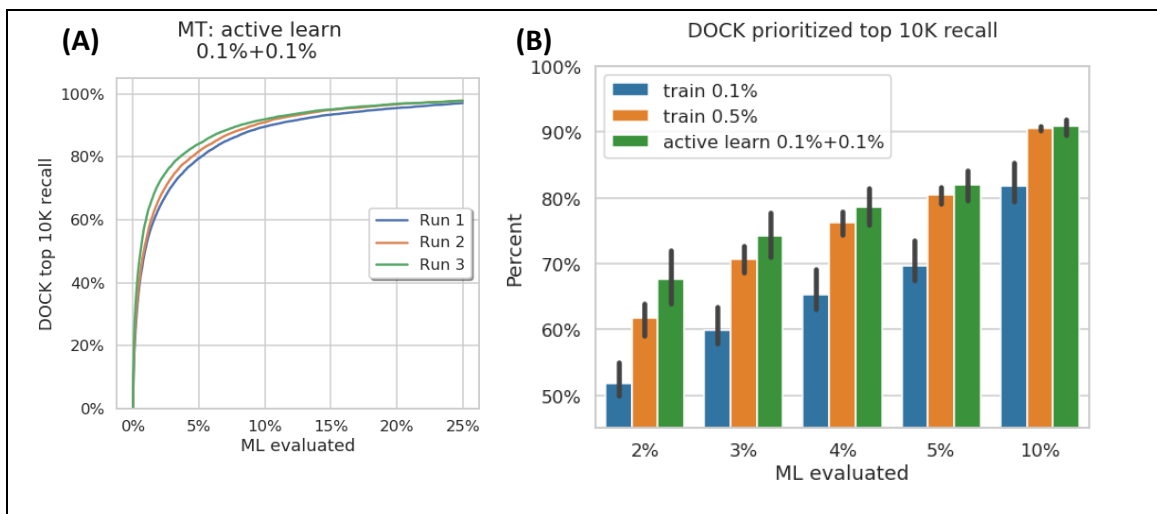 (A)
MT: active learn
0.1%+0.1%
DOCK top 10K recall
100%
80%
60%
40%
20%
0%
Run 1
Run 2
Run 3
0% 5% 10% 15% 20% 25%
ML evaluated
(B)
DOCK prioritized top 10K recall
Percent
100%
90%
80%
70%
60%
50%
train 0.1%
train 0.5%
active learn 0.1%+0.1%
2% 3% 4% 5% 10%
ML evaluated